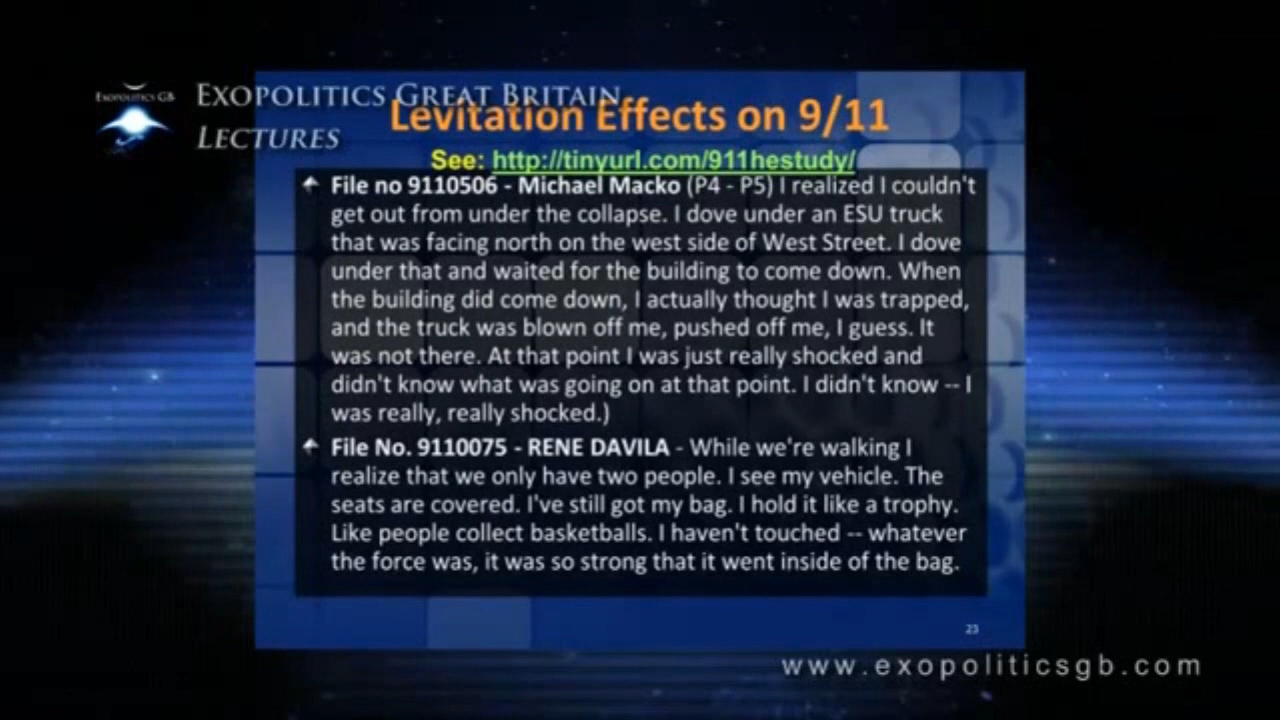 EXOPOLITICS GB
EXOPOLITICS GREAT BRITAIN
LECTURES
Levitation Effects on 9/11
See: http://tinyurl.com/911hestudy/
File no 9110506 - Michael Macko (P4 - P5) I realized I couldn't
get out from under the collapse. I dove under an ESU truck
that was facing north on the west side of West Street. I dove
under that and waited for the building to come down. When
the building did come down, I actually thought I was trapped,
and the truck was blown off me, pushed off me, I guess. It
was not there. At that point I was just really shocked and
didn't know what was going on at that point. I didn't know -- I
was really, really shocked.)
File No. 9110075 - RENE DAVILA - While we're walking I
realize that we only have two people. I see my vehicle. The
seats are covered. I've still got my bag. I hold it like a trophy.
Like people collect basketballs. I haven't touched -- whatever
the force was, it was so strong that it went inside of the bag.
23
www.exopoliticsgb.com